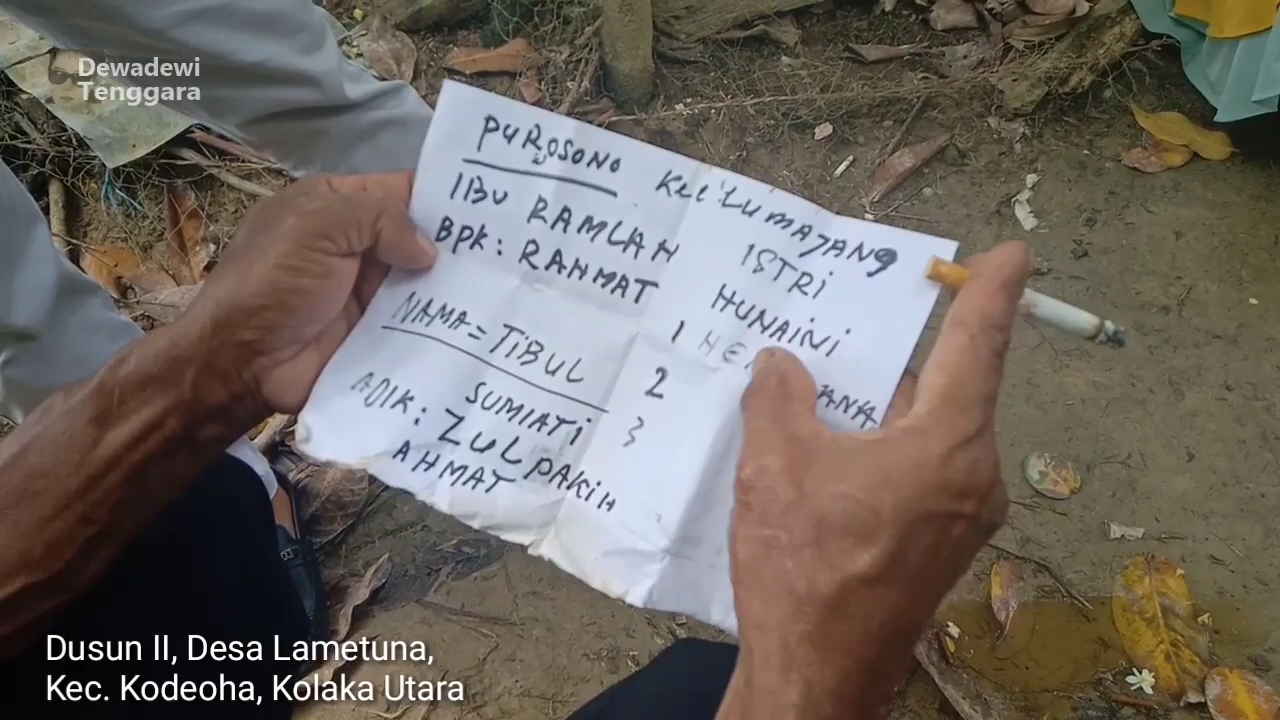 Dewadewi
Tenggara
PUROSONO KEC. LUMAJANG
IBU RAMLAH
BPK: RAHMAT
NAMA = TIBUL
SUMIATI
ADIK: ZULPAKIH
AHMAT
ISTRI
HUNAINI
1
2
3
Dusun II, Desa Lametuna,
Kec. Kodeoha, Kolaka Utara